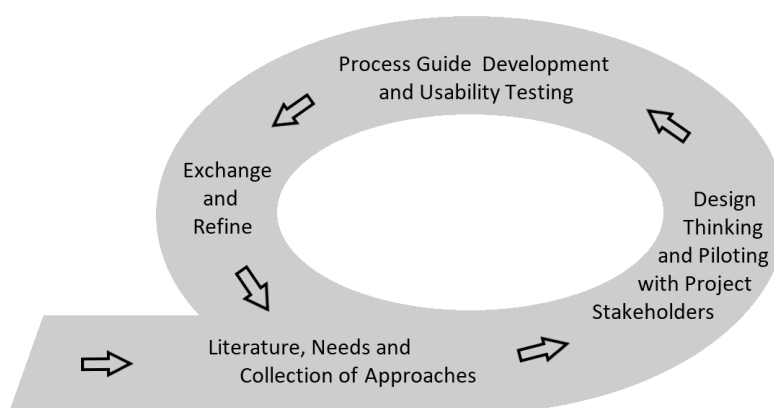 Process Guide Development
and Usability Testing
Exchange
and
Refine
Design
Thinking
and Piloting
with Project
Stakeholders
Literature, Needs and
Collection of Approaches